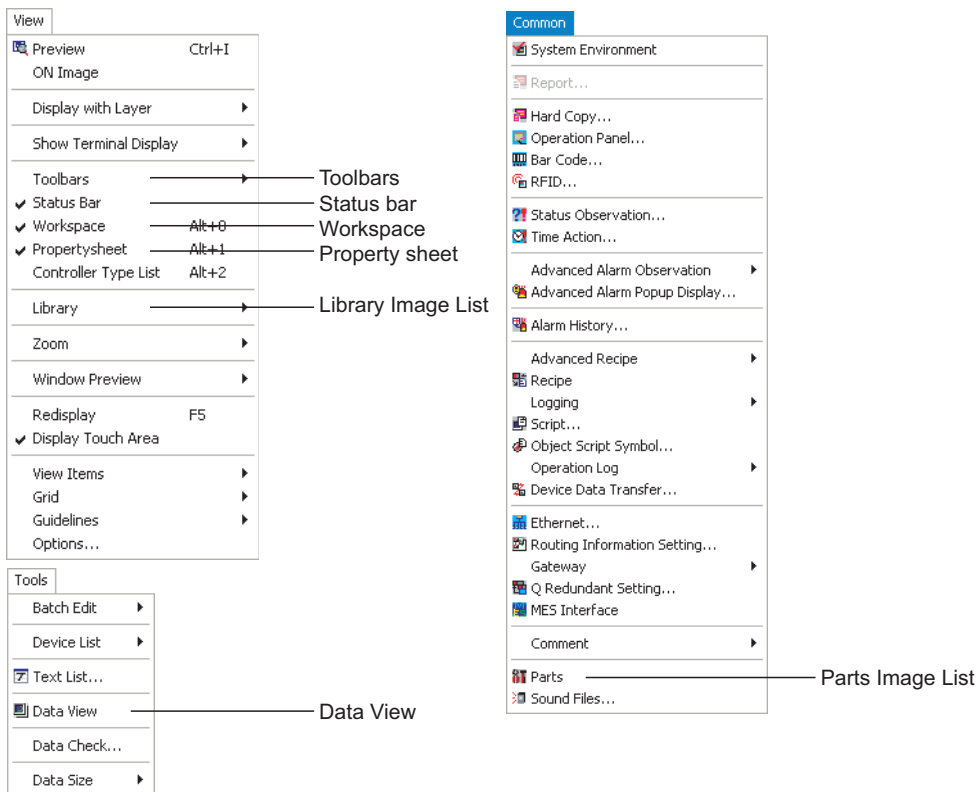 View
Preview Ctrl+I
ON Image
Display with Layer
Show Terminal Display
Toolbars
Status Bar
Workspace Alt+0
Propertysheet Alt+1
Controller Type List Alt+2
Library
Zoom
Window Preview
Redisplay F5
Display Touch Area
View Items
Grid
Guidelines
Options...
Toolbars
Status bar
Workspace
Property sheet
Library Image List
Tools
Batch Edit
Device List
Text List...
Data View
Data Check...
Data Size
Data View
Common
System Environment
Report...
Hard Copy...
Operation Panel...
Bar Code...
RFID...
Status Observation...
Time Action...
Advanced Alarm Observation
Advanced Alarm Popup Display...
Alarm History...
Advanced Recipe
Recipe
Logging
Script...
Object Script Symbol...
Operation Log
Device Data Transfer...
Ethernet...
Routing Information Setting...
Gateway
Q Redundant Setting...
MES Interface
Comment
Parts
Sound Files...
Parts Image List